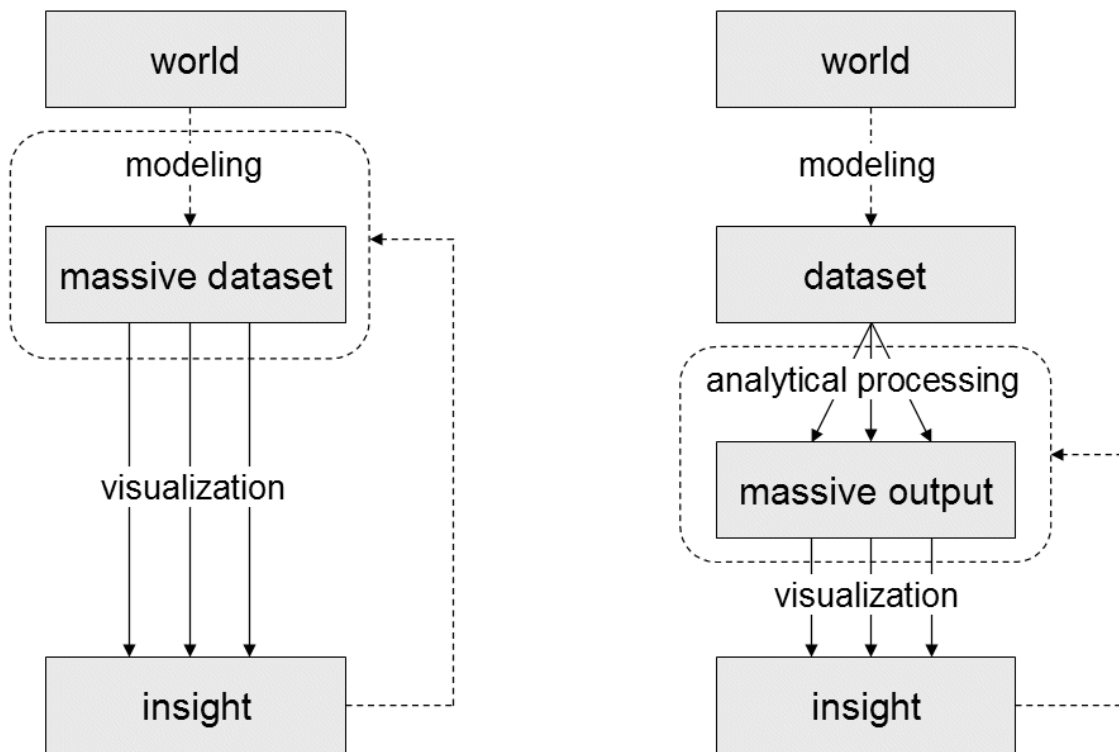 world
modeling
massive dataset
visualization
insight
world
modeling
dataset
analytical processing
massive output
visualization
insight